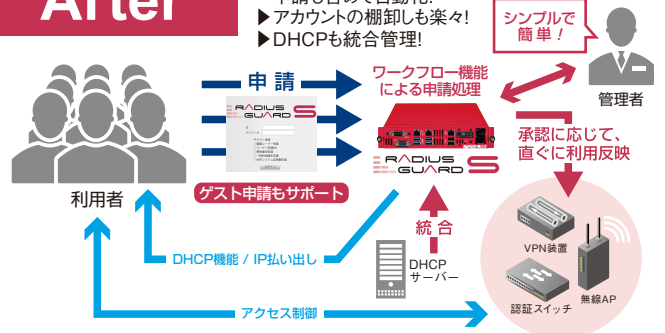 After
▶アカウントの棚卸しも楽々!
▶DHCPも統合管理!
シンプルで
簡単!
管理者
申請
ワークフロー機能
による申請処理
RADIUS
GUARD S
RADIUS
GUARD S
承認に応じて、
直ぐに利用反映
利用者
ゲスト申請もサポート
統合
DHCP
サーバー
DHCP機能 / IP払い出し
アクセス制御
VPN装置
認証スイッチ
無線AP